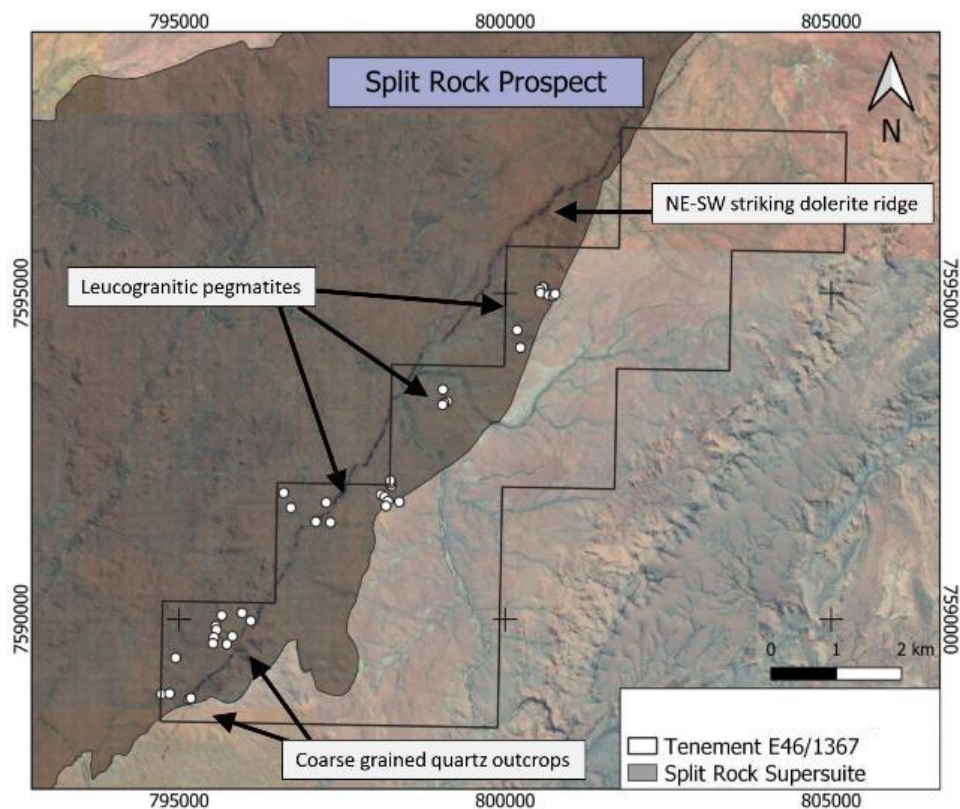 795000
800000
805000
Split Rock Prospect
N
NE-SW striking dolerite ridge
Leucogranitic pegmatites
7595000
7595000
7590000
7590000
0
1
2 km
Tenement E46/1367
Split Rock Supersuite
Coarse grained quartz outcrops
795000
800000
805000